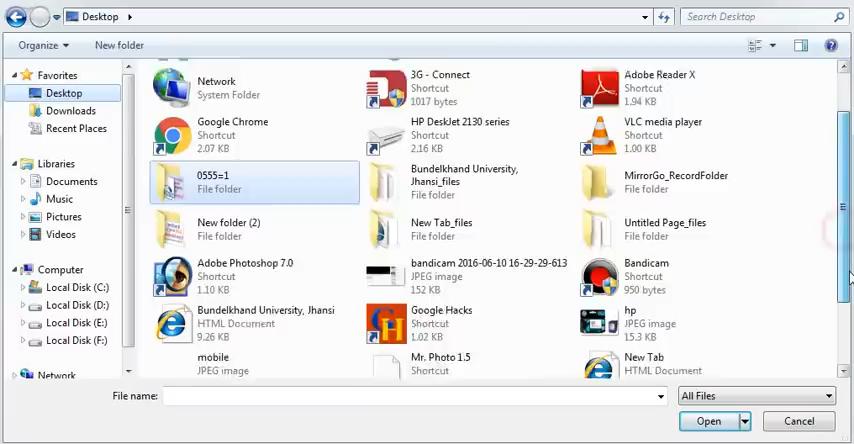 Desktop
Search Desktop
Organize
New folder
Favorites
Desktop
Downloads
Recent Places
Libraries
Documents
Music
Pictures
Videos
Computer
Local Disk (C:)
Local Disk (D:)
Local Disk (E:)
Local Disk (F:)
Network
Network
System Folder
3G - Connect
Shortcut
1017 bytes
Adobe Reader X
Shortcut
1.94 KB
Google Chrome
Shortcut
2.07 KB
HP DeskJet 2130 series
Shortcut
2.16 KB
VLC media player
Shortcut
1.00 KB
0555=1
File folder
Bundelkhand University,
Jhansi_files
File folder
MirrorGo_RecordFolder
File folder
New folder (2)
File folder
New Tab_files
File folder
Untitled Page_files
File folder
Adobe Photoshop 7.0
Shortcut
1.10 KB
bandicam 2016-06-10 16-29-29-613
JPEG image
152 KB
Bandicam
Shortcut
950 bytes
Bundelkhand University, Jhansi
HTML Document
9.26 KB
Google Hacks
Shortcut
1.02 KB
hp
JPEG image
15.3 KB
mobile
JPEG image
Mr. Photo 1.5
Shortcut
New Tab
HTML Document
File name:
All Files
Open
Cancel